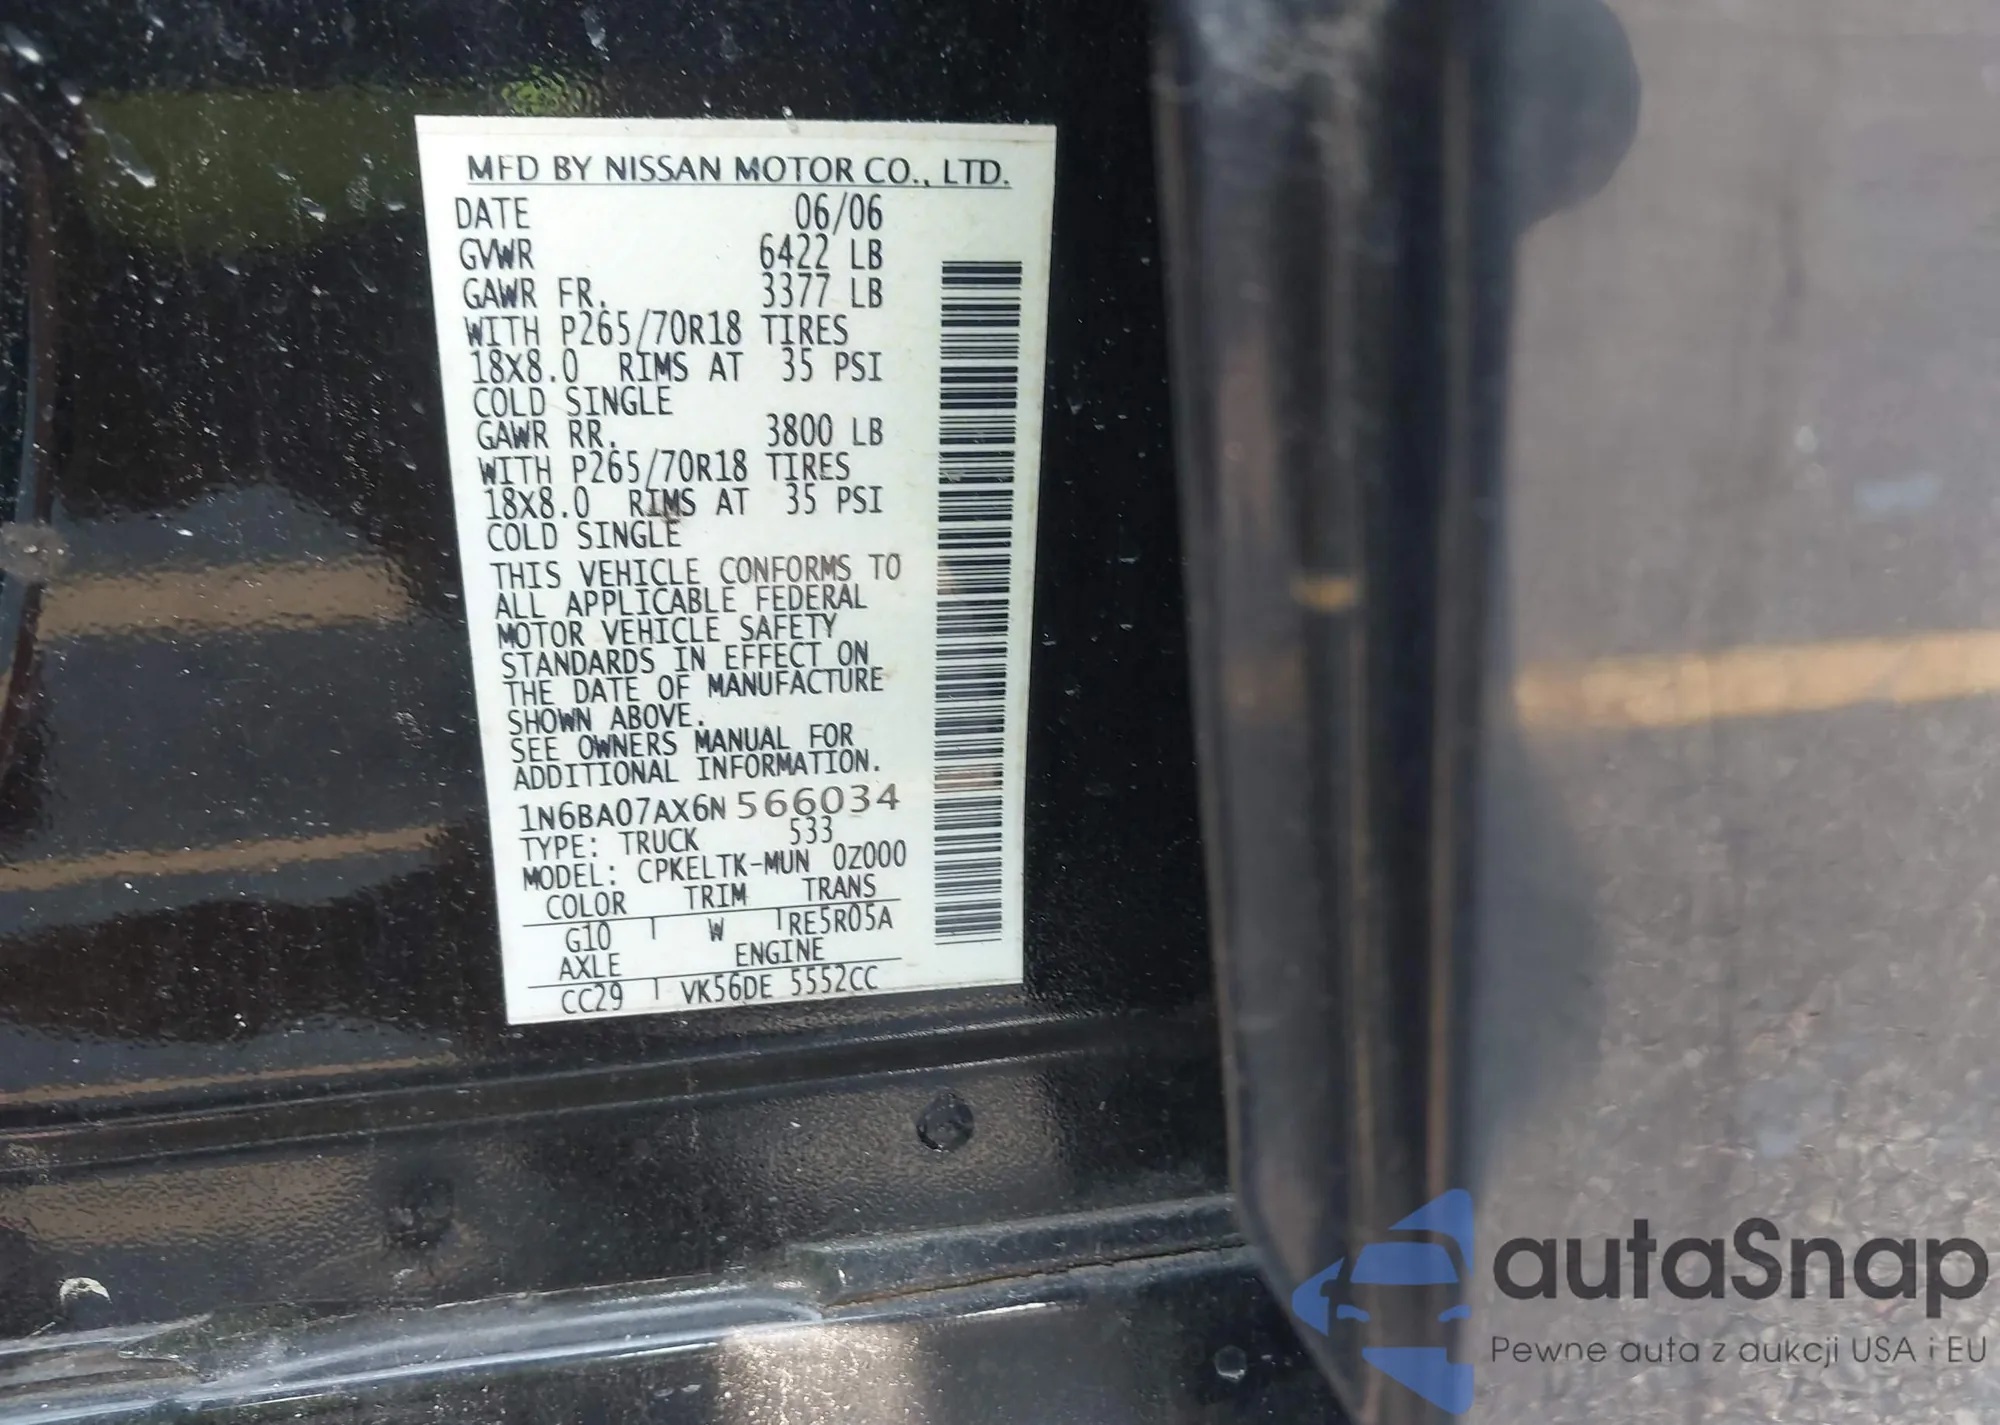 MFD BY NISSAN MOTOR CO., LTD.
DATE 06/06
GVWR 6422 LB
GAWR FR. 3377 LB
WITH P265/70R18 TIRES
18X8.0 RIMS AT 35 PSI
COLD SINGLE
GAWR RR. 3800 LB
WITH P265/70R18 TIRES
18X8.0 RIMS AT 35 PSI
COLD SINGLE
THIS VEHICLE CONFORMS TO
ALL APPLICABLE FEDERAL
MOTOR VEHICLE SAFETY
STANDARDS IN EFFECT ON
THE DATE OF MANUFACTURE
SHOWN ABOVE.
SEE OWNERS MANUAL FOR
ADDITIONAL INFORMATION.
1N6BA07AX6N566034
TYPE: TRUCK 533
MODEL: CPKELTK-MUN 0Z000
COLOR TRIM TRANS
G10 W RE5R05A
AXLE ENGINE
CC29 VK56DE 5552CC
autaSnap
Pewne auta z aukcji USA i EU